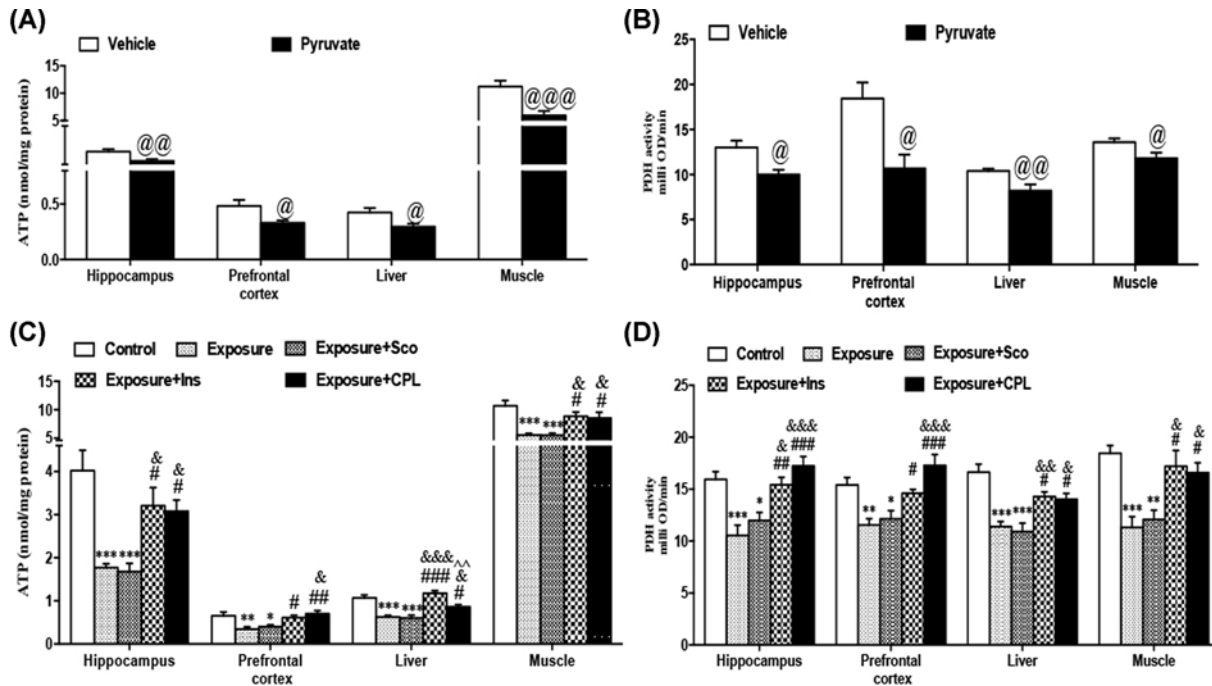 (A)
Vehicle Pyruvate
ATP (nmol/mg protein)
15
10
5
0.5
0.0
@@ @ @ @@@
Hippocampus Prefrontal cortex Liver Muscle
(B)
Vehicle Pyruvate
PDH activity
milli OD/min
25
20
15
10
5
0
@ @ @@ @
Hippocampus Prefrontal cortex Liver Muscle
(C)
Control Exposure Exposure+Sco
Exposure+Ins Exposure+CPL
ATP (nmol/mg protein)
15
10
5
4
3
2
1
0
*** *** & # & #
** * # & ##
*** *** &&& ### ^^ & #
*** *** & # & #
Hippocampus Prefrontal cortex Liver Muscle
(D)
Control Exposure Exposure+Sco
Exposure+Ins Exposure+CPL
PDH activity
milli OD/min
25
20
15
10
5
0
*** * & ## &&& ###
** * # &&& ###
*** *** && # & #
*** ** & # & #
Hippocampus Prefrontal cortex Liver Muscle